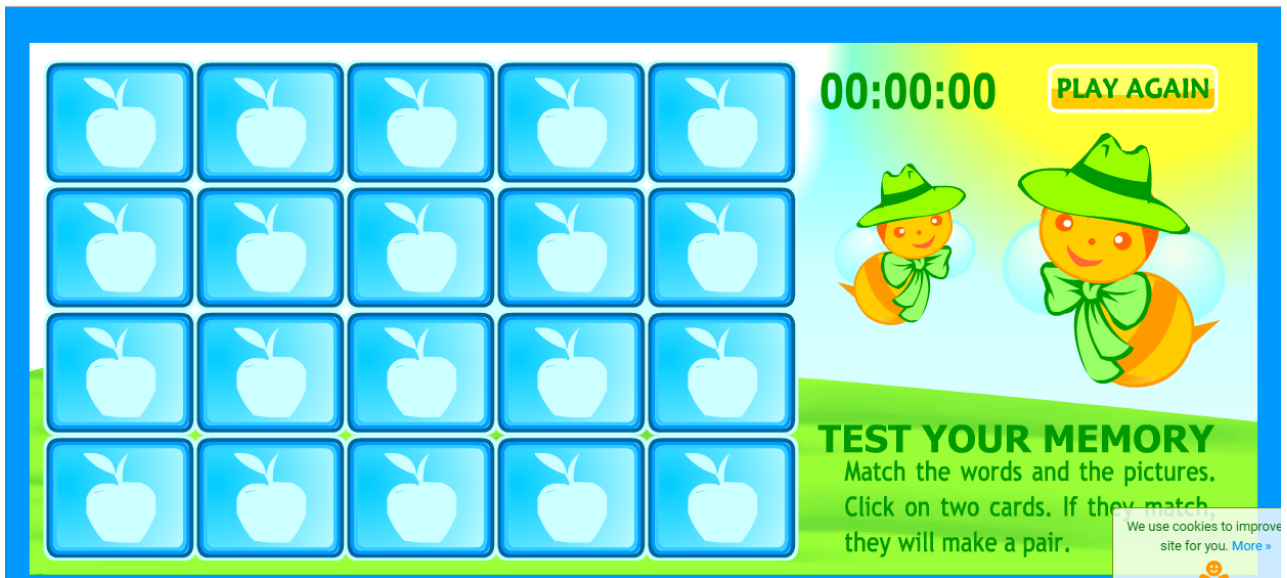 00:00:00
PLAY AGAIN
TEST YOUR MEMORY
Match the words and the pictures.
Click on two cards. If they match,
they will make a pair.
We use cookies to improve
site for you. More »